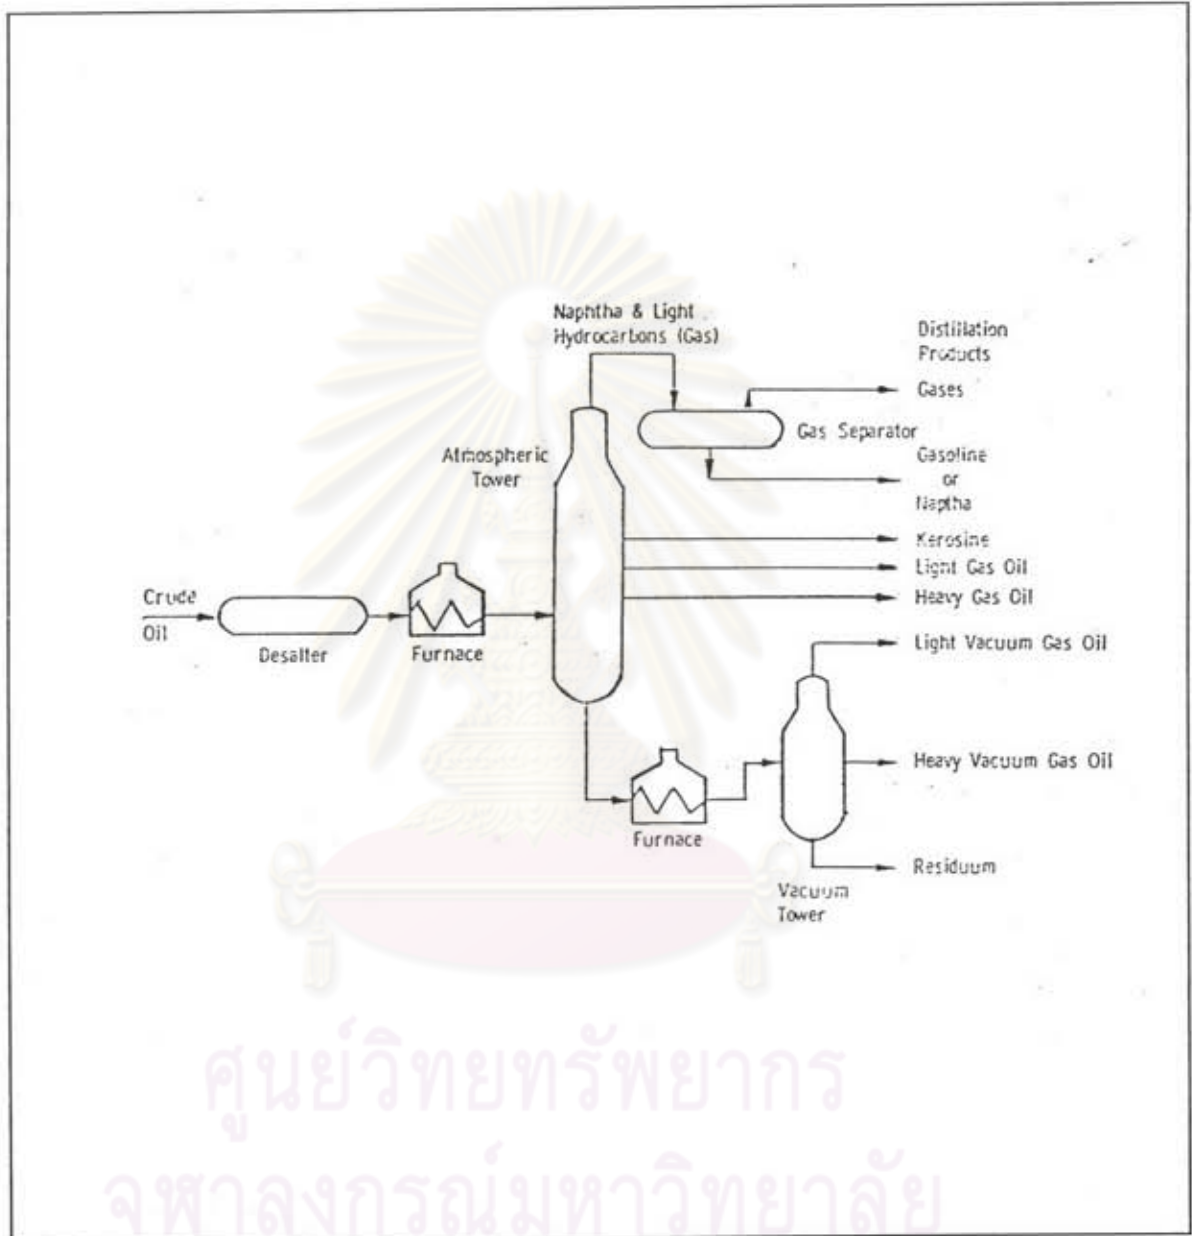 Naphtha & Light
Hydrocarbons (Gas)
Distillation
Products
Gases
Gas Separator
Atmospheric
Tower
Gasoline
or
Naptha
Kerosine
Light Gas Oil
Heavy Gas Oil
Crude
Oil
Desalter
Furnace
Light Vacuum Gas Oil
Heavy Vacuum Gas Oil
Furnace
Residuum
Vacuum
Tower
ศูนย์วิทยทรัพยากร
จุฬาลงกรณ์มหาวิทยาลัย